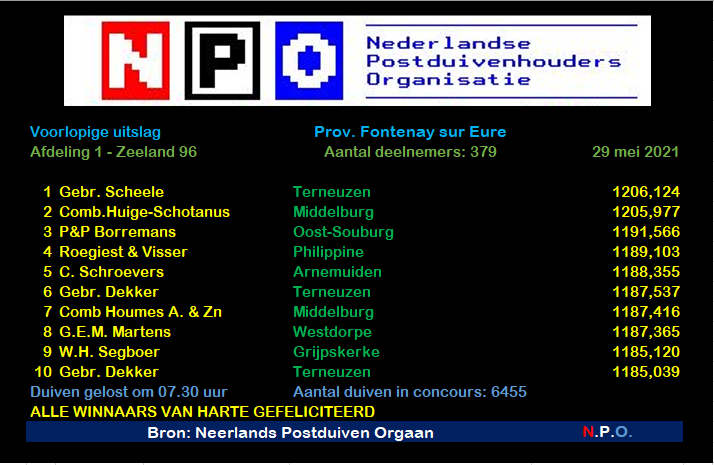 NPO Nederlandse
Postduivenhouders
Organisatie
Voorlopige uitslag Prov. Fontenay sur Eure
Afdeling 1 - Zeeland 96 Aantal deelnemers: 379 29 mei 2021
1 Gebr. Scheele Terneuzen 1206,124
2 Comb.Huige-Schotanus Middelburg 1205,977
3 P&P Borremans Oost-Souburg 1191,566
4 Roegiest & Visser Philippine 1189,103
5 C. Schroevers Arnemuiden 1188,355
6 Gebr. Dekker Terneuzen 1187,537
7 Comb Houmes A. & Zn Middelburg 1187,416
8 G.E.M. Martens Westdorpe 1187,365
9 W.H. Segboer Grijpskerke 1185,120
10 Gebr. Dekker Terneuzen 1185,039
Duiven gelost om 07.30 uur Aantal duiven in concours: 6455
ALLE WINNAARS VAN HARTE GEFELICITEERD
Bron: Neerlands Postduiven Orgaan N.P.O.